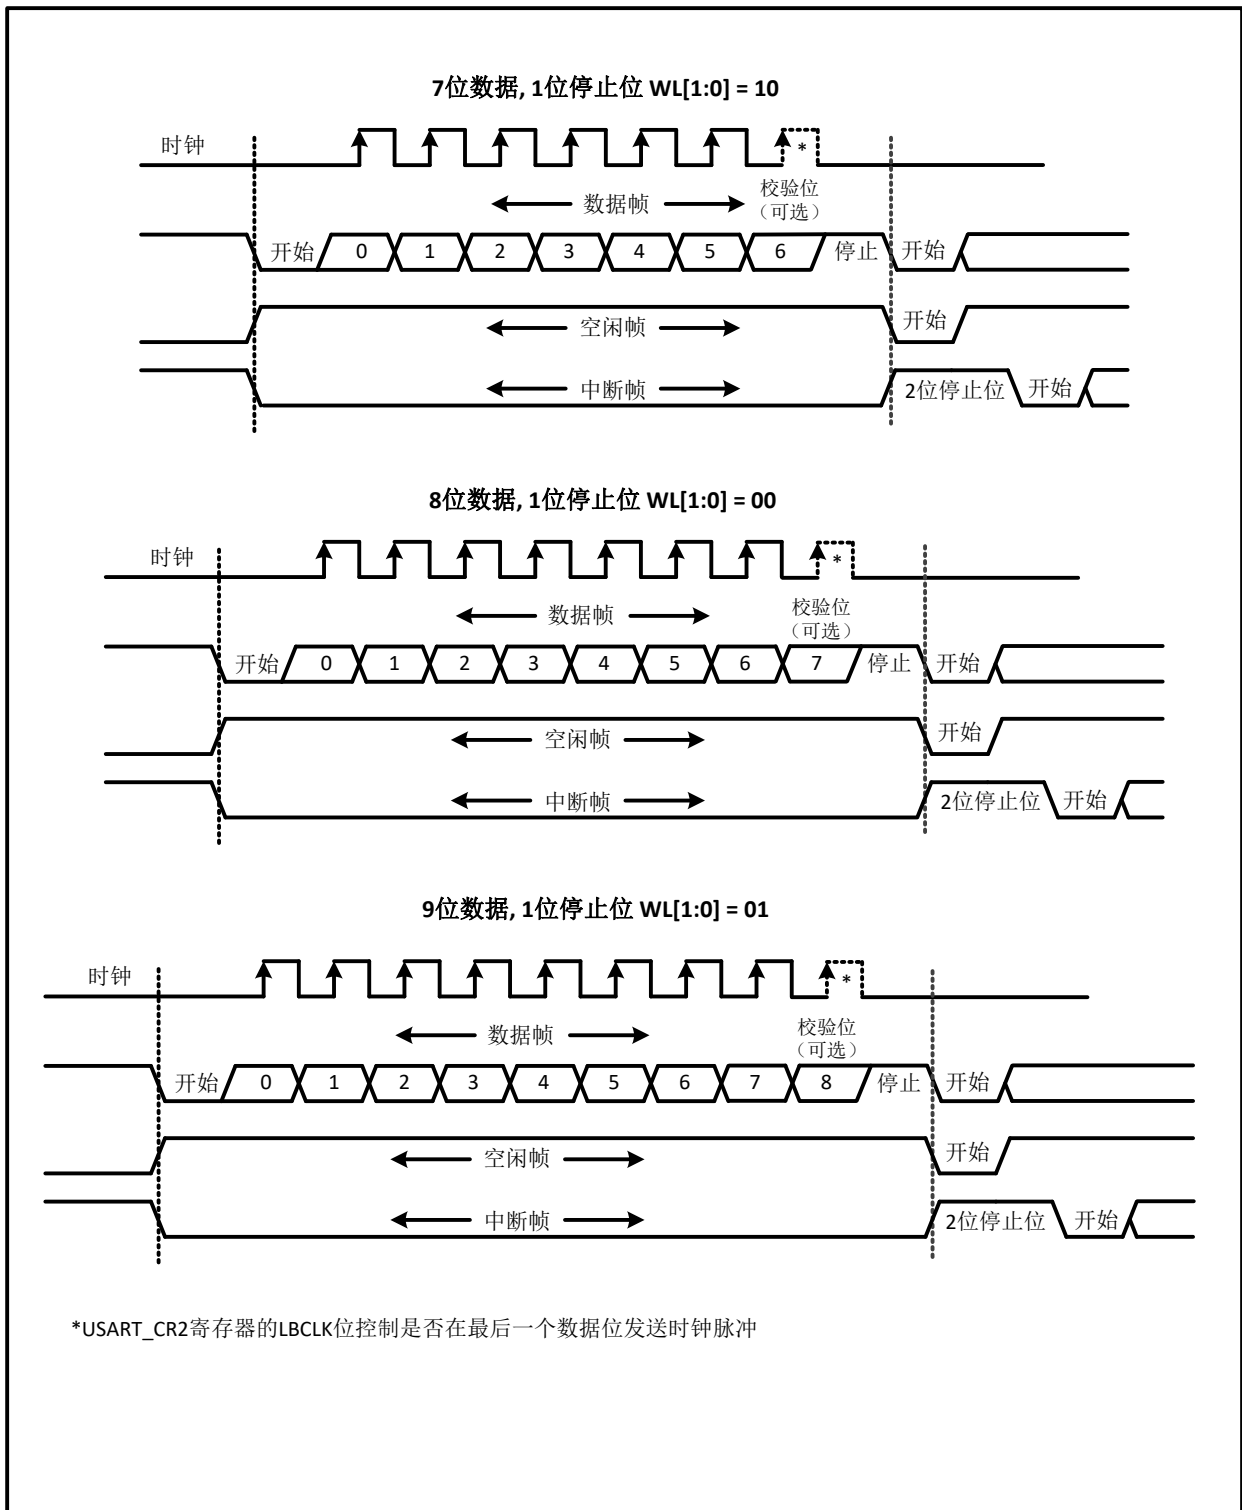 7位数据, 1位停止位 WL[1:0] = 10
时钟
*
数据帧
校验位
（可选）
开始 0 1 2 3 4 5 6 停止 开始
空闲帧 开始
中断帧 2位停止位 开始
8位数据, 1位停止位 WL[1:0] = 00
时钟
*
数据帧
校验位
（可选）
开始 0 1 2 3 4 5 6 7 停止 开始
空闲帧 开始
中断帧 2位停止位 开始
9位数据, 1位停止位 WL[1:0] = 01
时钟
*
数据帧
校验位
（可选）
开始 0 1 2 3 4 5 6 7 8 停止 开始
空闲帧 开始
中断帧 2位停止位 开始
*USART_CR2寄存器的LBCLK位控制是否在最后一个数据位发送时钟脉冲